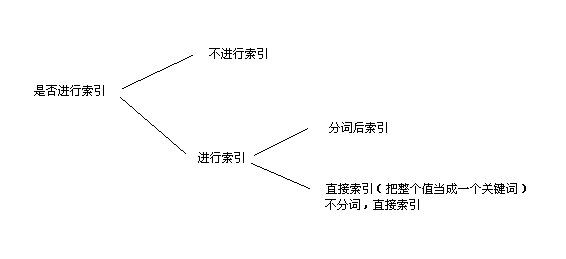 不进行索引
是否进行索引
分词后索引
进行索引
直接索引(把整个值当成一个关键词)
不分词,直接索引